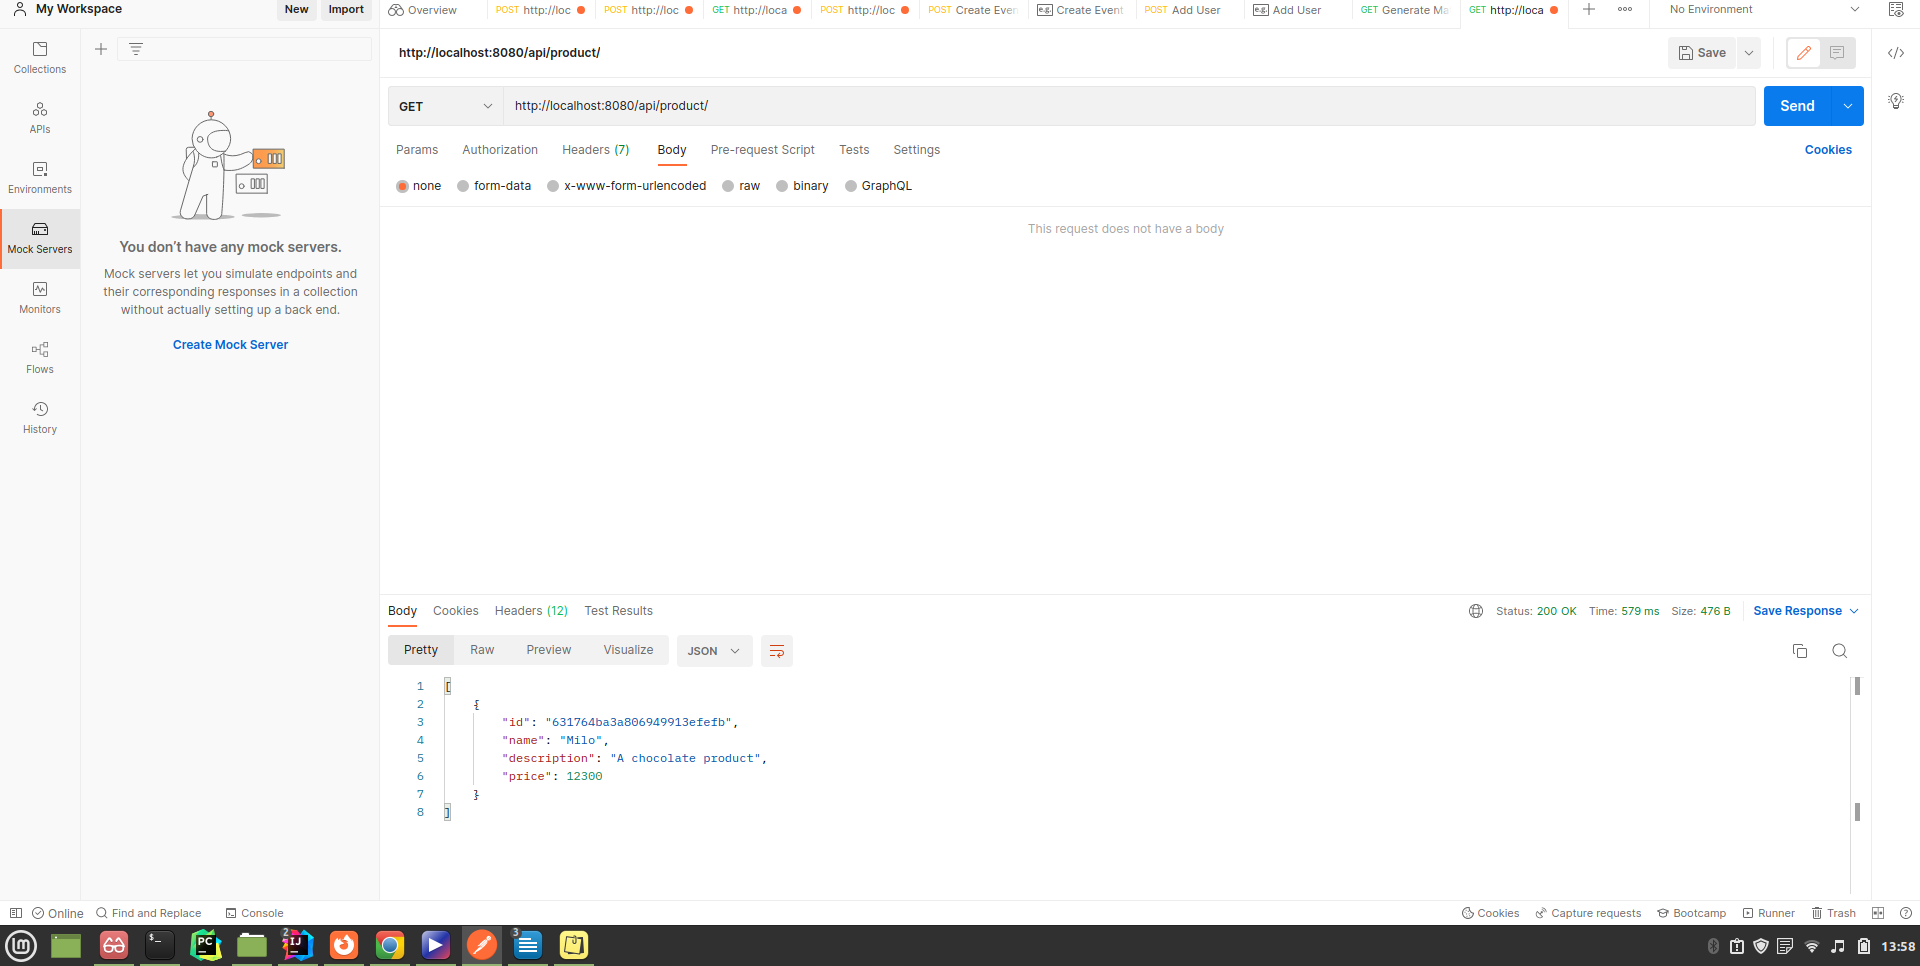 My Workspace
New
Import
Overview
POST http://loc
POST http://loc
GET http://loca
POST http://loc
POST Create Even
e.g. Create Event
POST Add User
e.g. Add User
GET Generate Ma
GET http://loca
No Environment
Collections
APIs
Environments
Mock Servers
Monitors
Flows
History
You don’t have any mock servers.
Mock servers let you simulate endpoints and
their corresponding responses in a collection
without actually setting up a back end.
Create Mock Server
http://localhost:8080/api/product/
Save
GET
http://localhost:8080/api/product/
Send
Params
Authorization
Headers (7)
Body
Pre-request Script
Tests
Settings
Cookies
none
form-data
x-www-form-urlencoded
raw
binary
GraphQL
This request does not have a body
Body
Cookies
Headers (12)
Test Results
Status: 200 OK
Time: 579 ms
Size: 476 B
Save Response
Pretty
Raw
Preview
Visualize
JSON
1 [
2 {
3 "id": "631764ba3a806949913efefb",
4 "name": "Milo",
5 "description": "A chocolate product",
6 "price": 12300
7 }
8 ]
Online
Find and Replace
Console
Cookies
Capture requests
Bootcamp
Runner
Trash
PC
2
IJ
3
13:58